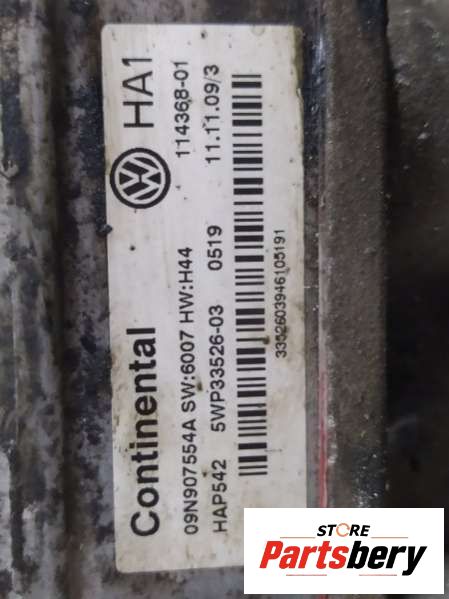 Continental
HA1
09N907554A SW:6007 HW:H44
114368-01
HAP542 5WP33526-03 0519 11.11.09/3
3352603946105191
STORE
Partsbery